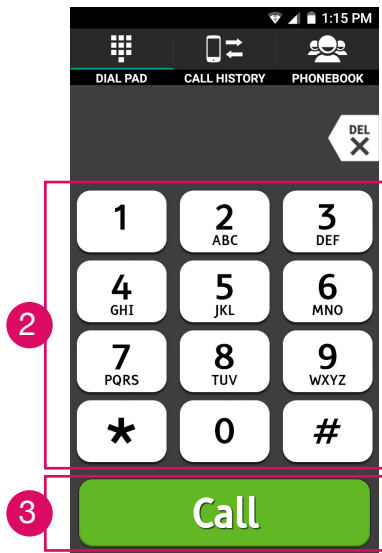 1:15 PM
DIAL PAD CALL HISTORY PHONEBOOK
DEL
1 2 3
ABC DEF
4 5 6
GHI JKL MNO
2
7 8 9
PQRS TUV WXYZ
* 0 #
3 Call